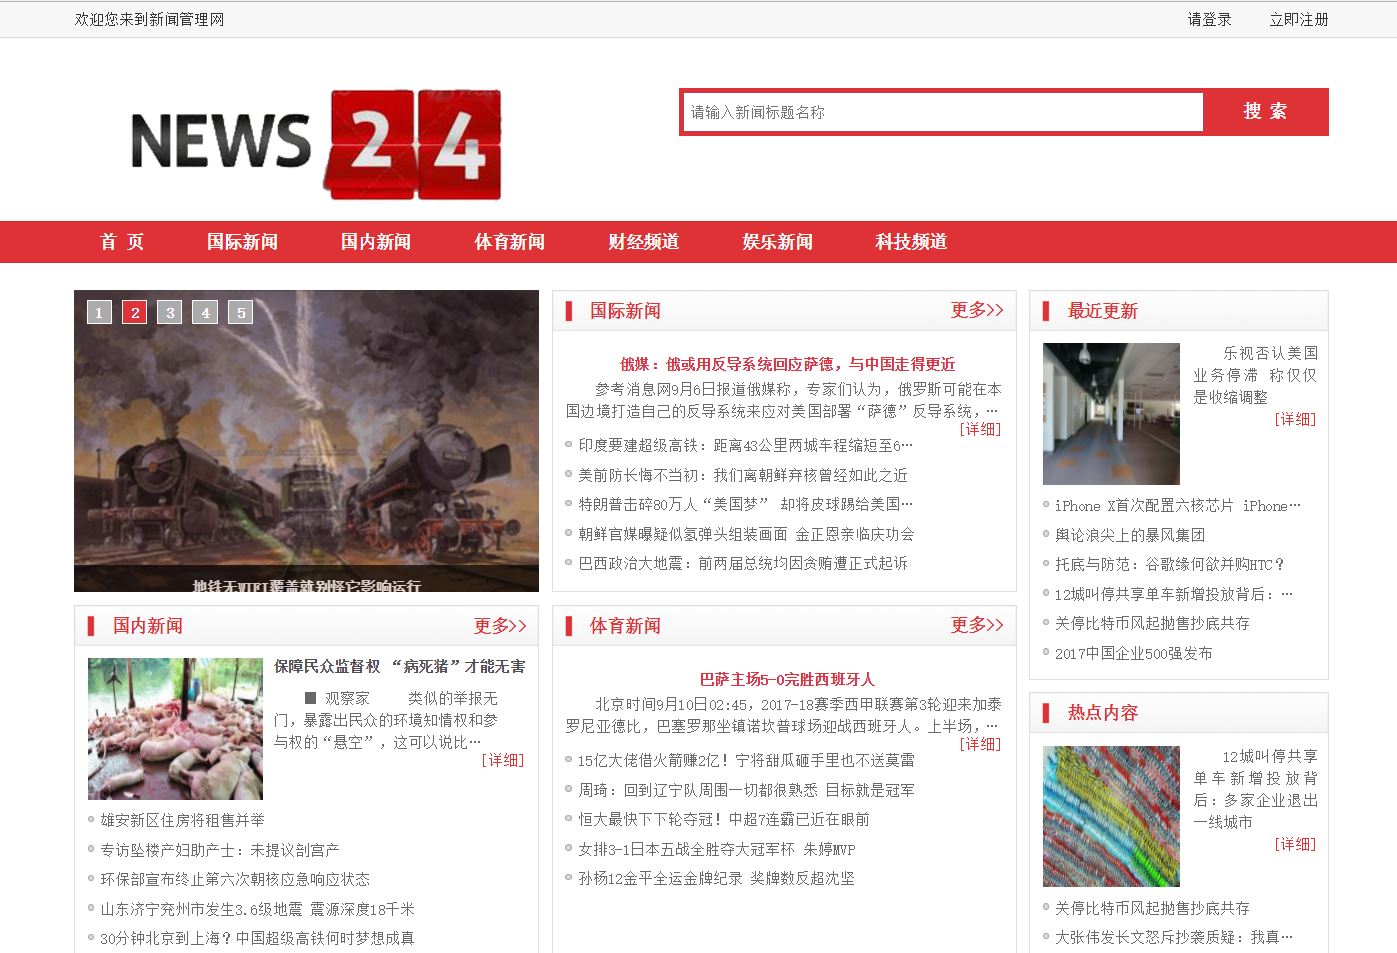 欢迎您来到新闻管理网
请登录 立即注册
NEWS 24
请输入新闻标题名称
搜 索
首 页 国际新闻 国内新闻 体育新闻 财经频道 娱乐新闻 科技频道
1 2 3 4 5
地铁无WIFI覆盖就别怪它影响运行
国际新闻 更多>>
俄媒：俄或用反导系统回应萨德，与中国走得更近
参考消息网9月6日报道俄媒称，专家们认为，俄罗斯可能在本
国边境打造自己的反导系统来应对美国部署“萨德”反导系统，…
[详细]
印度要建超级高铁：距离43公里两城车程缩短至6…
美前防长悔不当初：我们离朝鲜弃核曾经如此之近
特朗普击碎80万人“美国梦” 却将皮球踢给美国…
朝鲜官媒曝疑似氢弹头组装画面 金正恩亲临庆功会
巴西政治大地震：前两届总统均因贪贿遭正式起诉
最近更新
乐视否认美国
业务停滞 称仅仅
是收缩调整
[详细]
iPhone X首次配置六核芯片 iPhone…
舆论浪尖上的暴风集团
托底与防范：谷歌缘何欲并购HTC？
12城叫停共享单车新增投放背后：…
关停比特币风起抛售抄底共存
2017中国企业500强发布
国内新闻 更多>>
保障民众监督权 “病死猪”才能无害
■ 观察家 类似的举报无
门，暴露出民众的环境知情权和参
与权的“悬空”，这可以说比…
[详细]
雄安新区住房将租售并举
专访坠楼产妇助产士：未提议剖宫产
环保部宣布终止第六次朝核应急响应状态
山东济宁兖州市发生3.6级地震 震源深度18千米
30分钟北京到上海？中国超级高铁何时梦想成真
体育新闻 更多>>
巴萨主场5-0完胜西班牙人
北京时间9月10日02:45，2017-18赛季西甲联赛第3轮迎来加泰
罗尼亚德比，巴塞罗那坐镇诺坎普球场迎战西班牙人。上半场，…
[详细]
15亿大佬借火箭赚2亿！宁将甜瓜砸手里也不送莫雷
周琦：回到辽宁队周围一切都很熟悉 目标就是冠军
恒大最快下下轮夺冠！中超7连霸已近在眼前
女排3-1日本五战全胜夺大冠军杯 朱婷MVP
孙杨12金平全运金牌纪录 奖牌数反超沈坚
热点内容
12城叫停共享
单车新增投放背
后：多家企业退出
一线城市
[详细]
关停比特币风起抛售抄底共存
大张伟发长文怒斥抄袭质疑：我真…